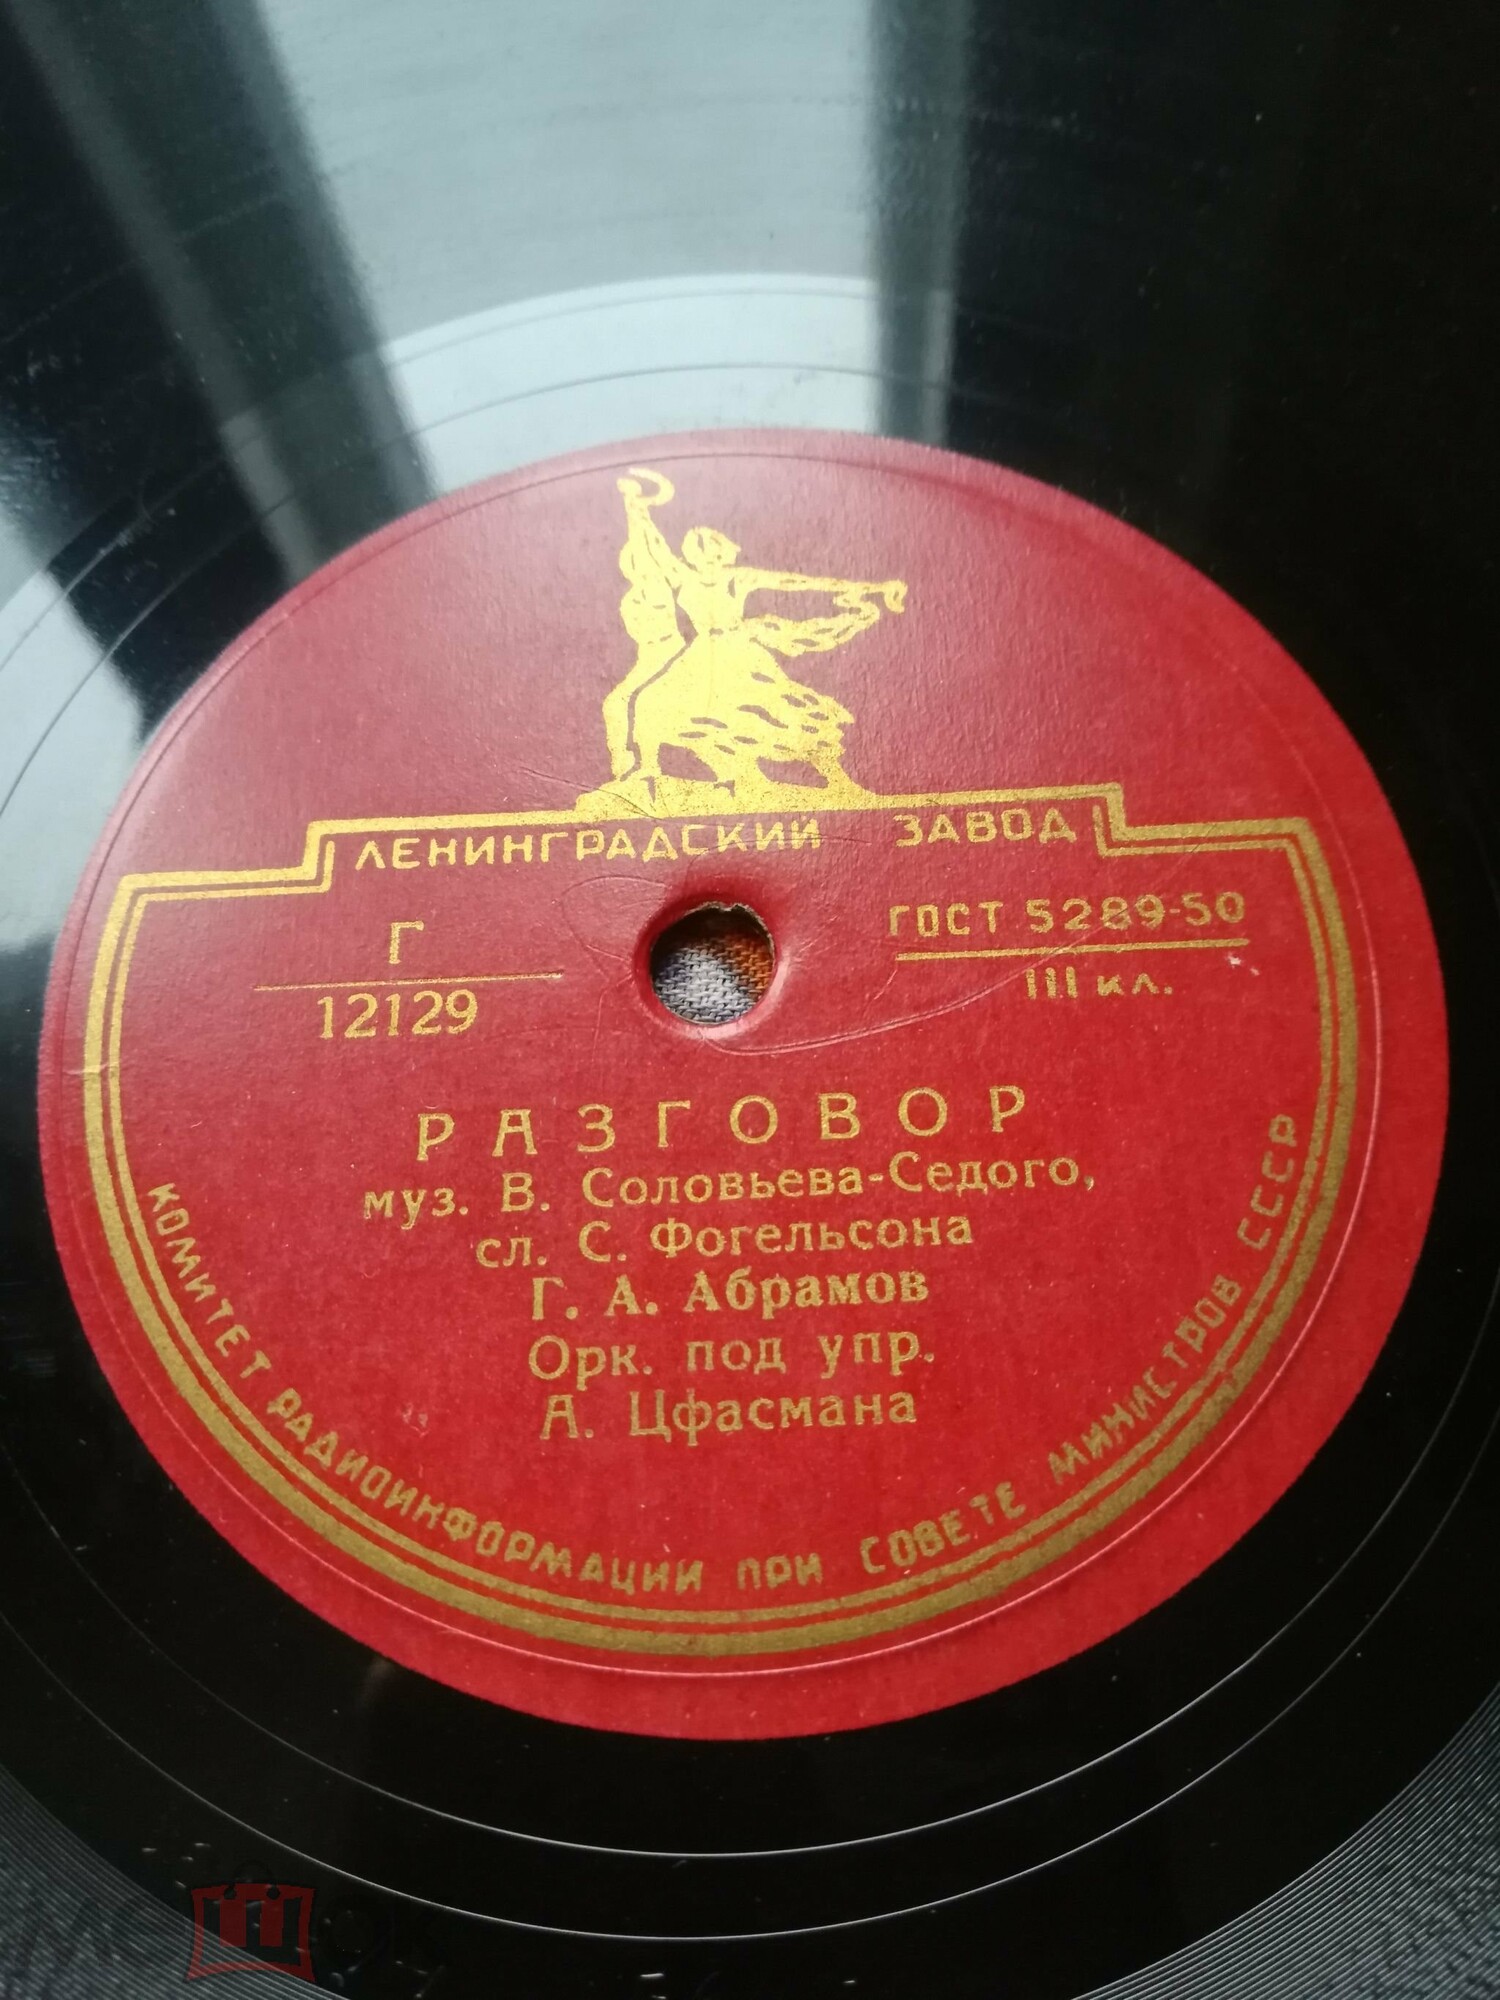 ЛЕНИНГРАДСКИЙ ЗАВОД
Г
12129
ГОСТ 5289-50
III кл.
РАЗГОВОР
муз. В. Соловьева-Седого,
сл. С. Фогельсона
Г. А. Абрамов
Орк. под упр.
А. Цфасмана
КОМИТЕТ РАДИОИНФОРМАЦИИ ПРИ СОВЕТЕ МИНИСТРОВ СССР
МЕШОК